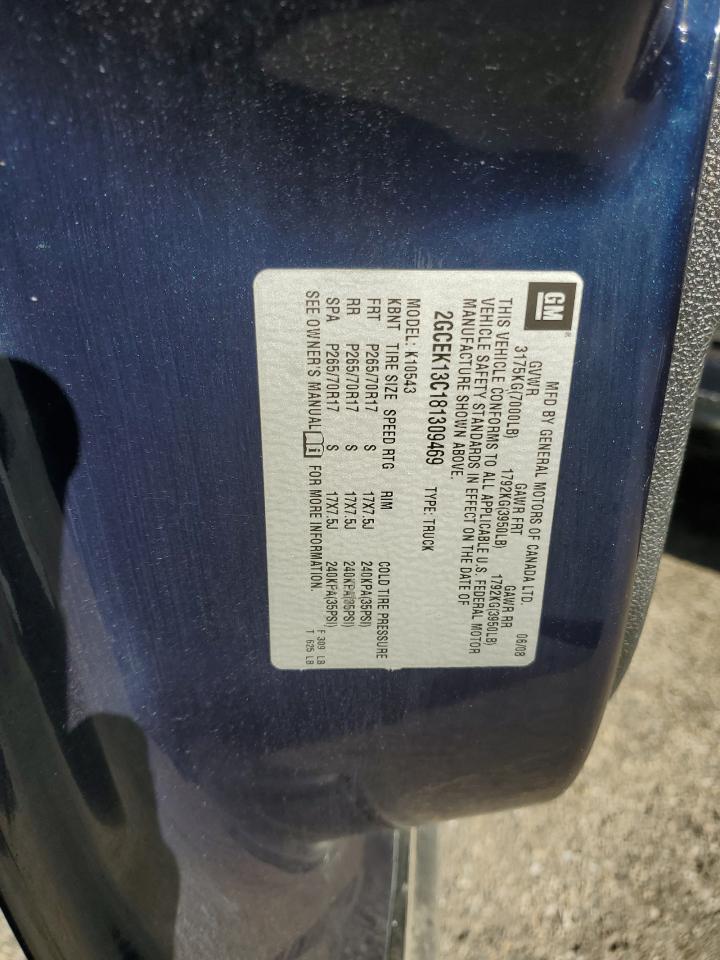 GM®
MFD BY GENERAL MOTORS OF CANADA LTD.
06/08
GVWR GAWR FRT GAWR RR
3175KG(7000LB) 1792KG(3950LB) 1792KG(3950LB)
THIS VEHICLE CONFORMS TO ALL APPLICABLE U.S. FEDERAL MOTOR
VEHICLE SAFETY STANDARDS IN EFFECT ON THE DATE OF
MANUFACTURE SHOWN ABOVE.
2GCEK13C181309469 TYPE: TRUCK
MODEL: K10543
KBNT TIRE SIZE SPEED RTG RIM COLD TIRE PRESSURE
FRT P265/70R17 S 17X7.5J 240KPA(35PSI)
RR P265/70R17 S 17X7.5J 240KPA(35PSI)
SPA P265/70R17 S 17X7.5J 240KPA(35PSI)
SEE OWNER'S MANUAL i FOR MORE INFORMATION.
F 309 LB
T 625 LB